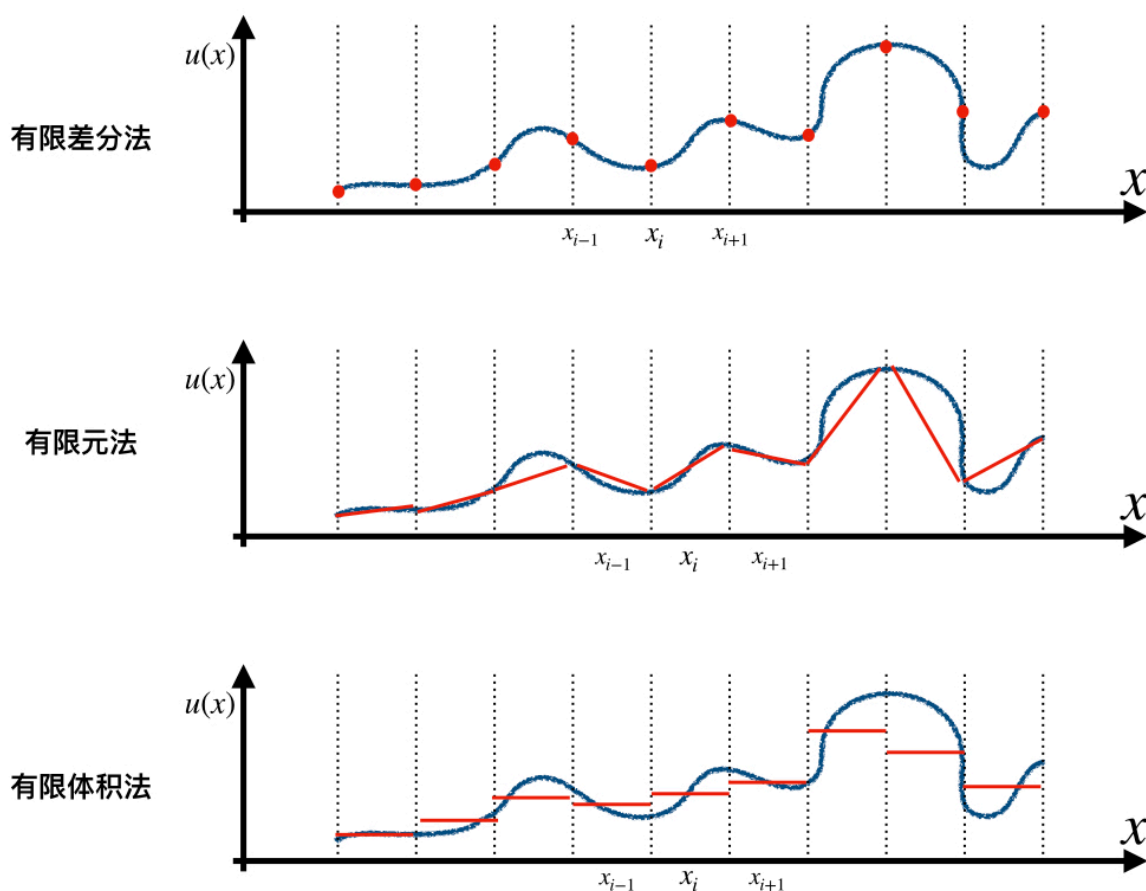 u(x)
有限差分法
x
x_{i-1} x_i x_{i+1}
u(x)
有限元法
x
x_{i-1} x_i x_{i+1}
u(x)
有限体积法
x
x_{i-1} x_i x_{i+1}